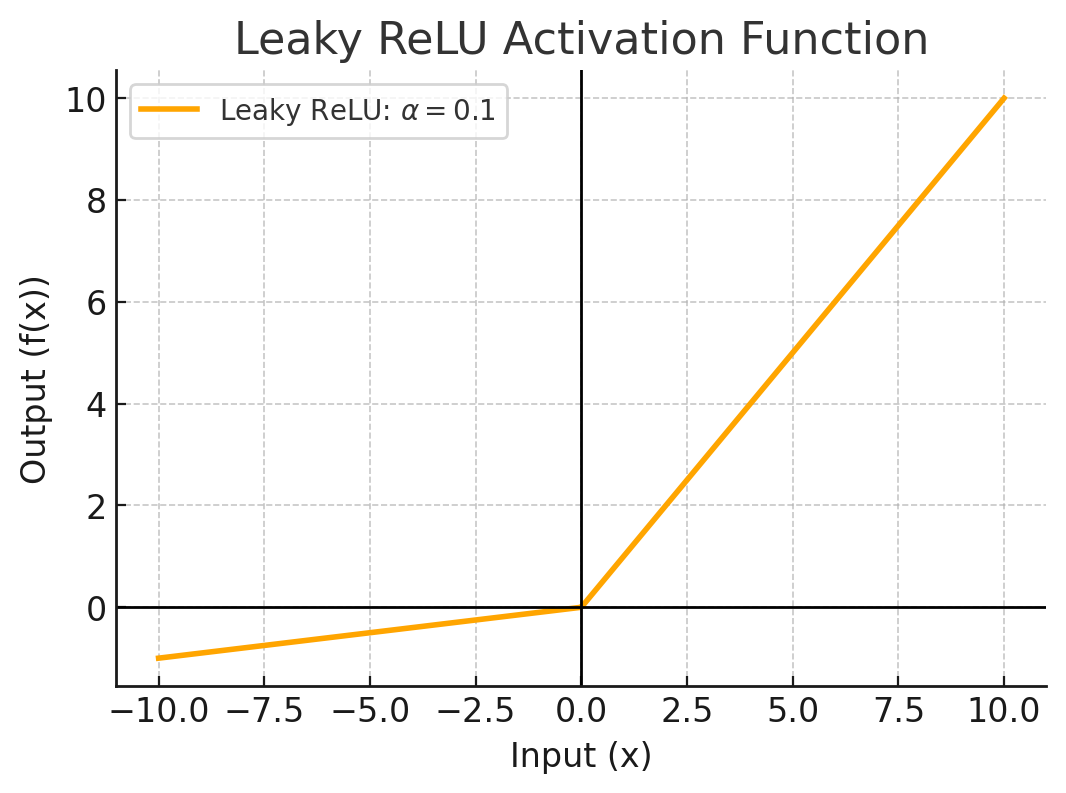 Leaky ReLU Activation Function
Leaky ReLU: α = 0.1
10
8
6
4
2
0
Output (f(x))
−10.0 −7.5 −5.0 −2.5 0.0 2.5 5.0 7.5 10.0
Input (x)